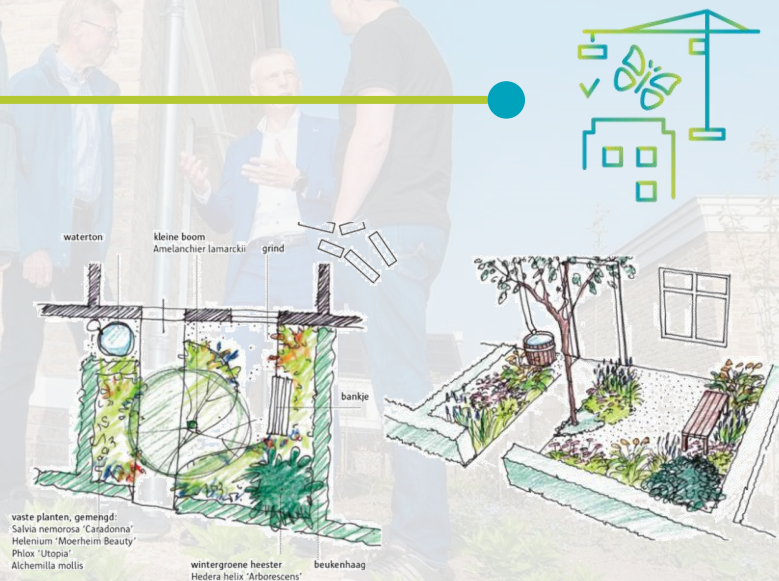 waterton
kleine boom
Amelanchier lamarckii
grind
bankje
vaste planten, gemengd:
Salvia nemorosa 'Caradonna'
Helenium 'Moerheim Beauty'
Phlox 'Utopia'
Alchemilla mollis
wintergroene heester
Hedera helix 'Arborescens'
beukenhaag